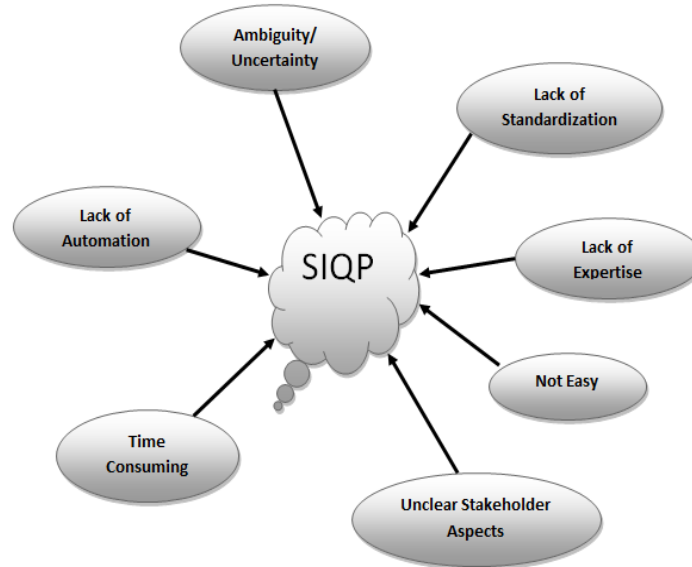 Ambiguity/
Uncertainty
Lack of
Standardization
Lack of
Automation
SIQP
Lack of
Expertise
Not Easy
Time
Consuming
Unclear Stakeholder
Aspects